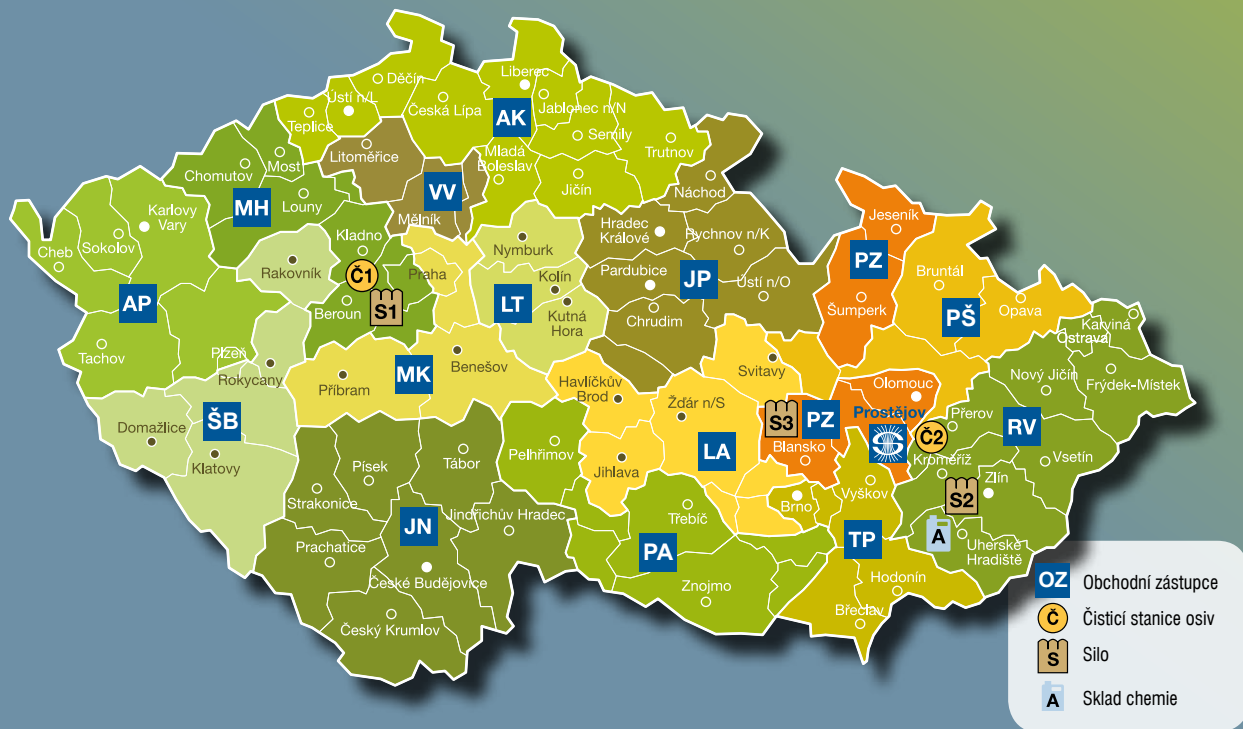 Děčín
Liberec
Ústí n/L
Česká Lípa
Jablonec n/N
Teplice
AK
Semily
Trutnov
Most
Litoměřice
Mladá
Boleslav
Chomutov
Jičín
Náchod
VV
MH
Louny
Mělník
Karlovy
Vary
Jeseník
Hradec
Králové
Rychnov n/K
Sokolov
Cheb
Kladno
Nymburk
PZ
Rakovník
Č1
Praha
Kolín
Pardubice
JP
Ústí n/O
Bruntál
AP
S1
LT
Beroun
Kutná
Hora
Chrudim
Šumperk
PŠ
Opava
Karviná
Ostrava
Tachov
Plzeň
Rokycany
MK
Benešov
Svitavy
Nový Jičín
Frýdek-Místek
Příbram
Havlíčkův
Brod
Olomouc
Žďár n/S
Prostějov
Přerov
ŠB
S3
PZ
Č2
RV
Domažlice
Klatovy
Písek
Tábor
Pelhřimov
Jihlava
LA
Blansko
Kroměříž
Vsetín
Zlín
S2
Strakonice
Brno
Vyškov
JN
Jindřichův Hradec
Třebíč
A
Prachatice
PA
TP
Uherské
Hradiště
České Budějovice
Znojmo
Hodonín
Břeclav
Český Krumlov
OZ Obchodní zástupce
Č Čisticí stanice osiv
S Silo
A Sklad chemie